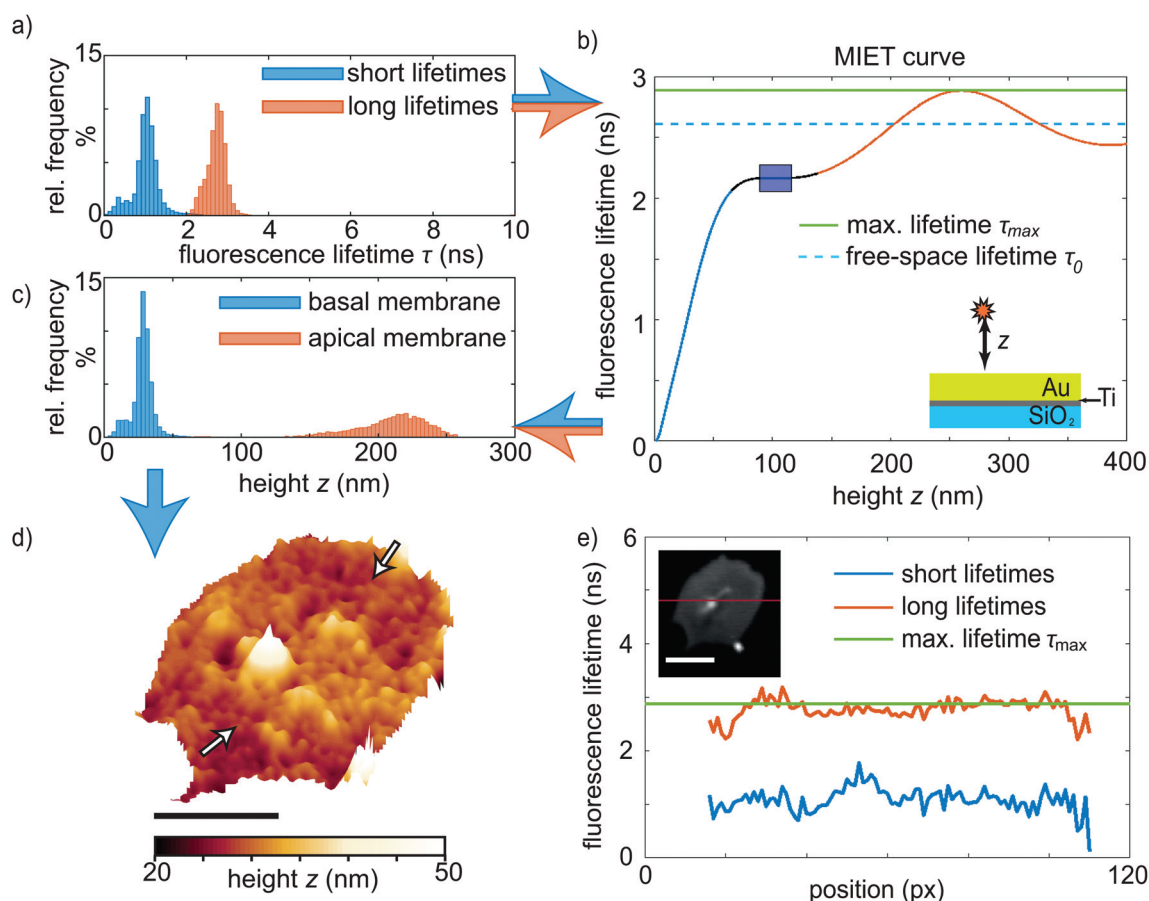 a)
15
rel. frequency
%
0
short lifetimes
long lifetimes
0 2 4 6 8 10
fluorescence lifetime τ (ns)
b)
MIET curve
3
2
1
0
fluorescence lifetime (ns)
max. lifetime τmax
free-space lifetime τ0
z
Au
Ti
SiO2
0 100 200 300 400
height z (nm)
c)
15
rel. frequency
%
0
basal membrane
apical membrane
0 100 200 300
height z (nm)
d)
20 50
height z (nm)
e)
6
4
2
0
fluorescence lifetime (ns)
short lifetimes
long lifetimes
max. lifetime τmax
0 120
position (px)